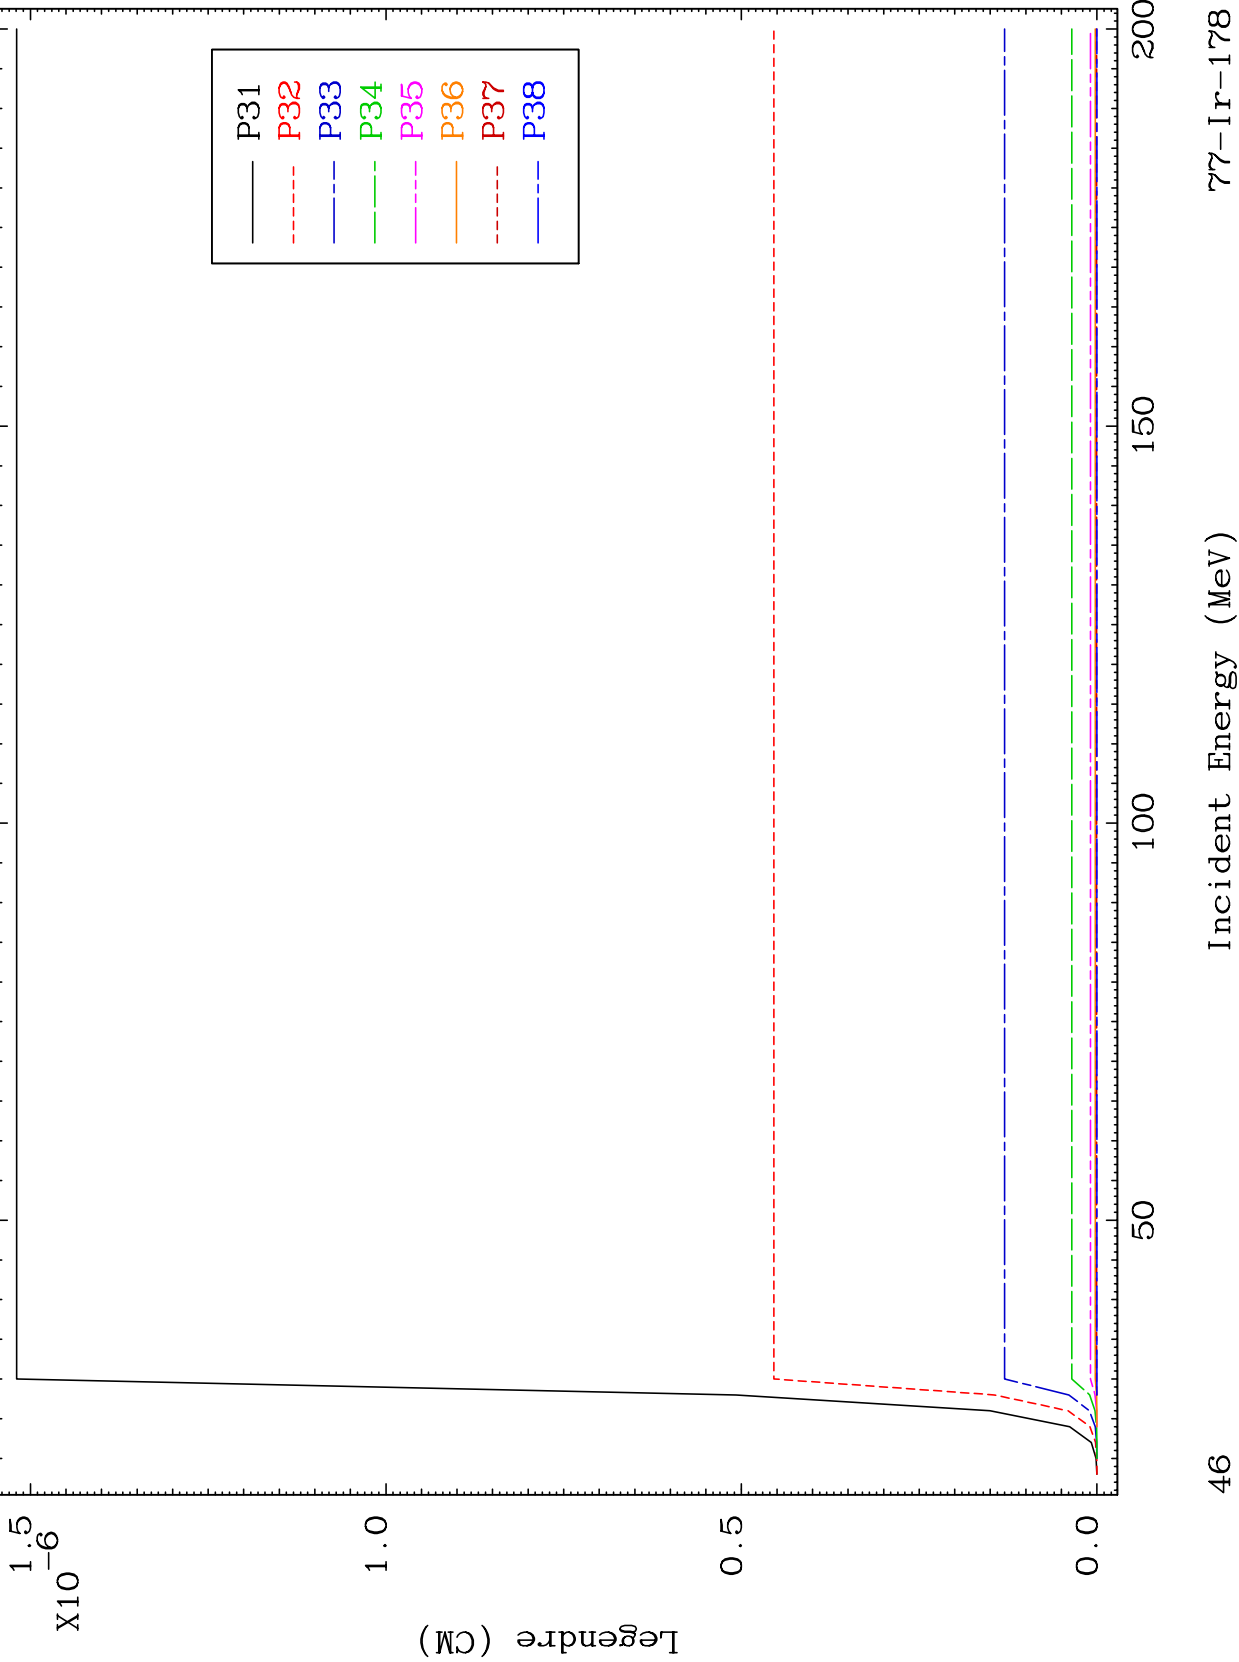 1.5
X10-6
1.0
0.5
0.0
Legendre (CM)
P31
P32
P33
P34
P35
P36
P37
P38
50
100
150
200
Incident Energy (MeV)
46
77-Ir-178